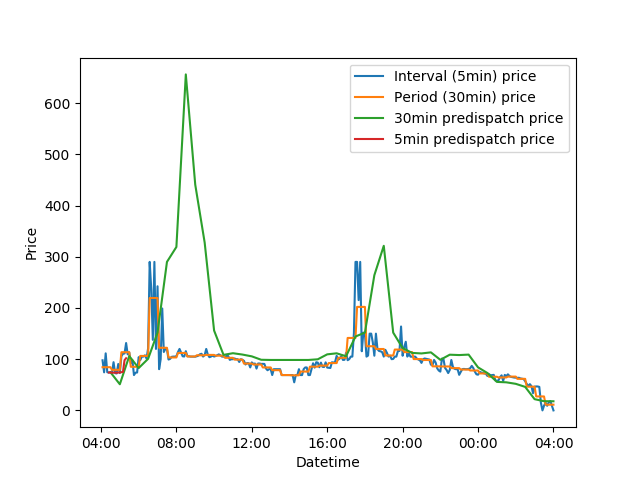 Interval (5min) price
Period (30min) price
30min predispatch price
5min predispatch price
600
500
400
300
200
100
0
Price
04:00 08:00 12:00 16:00 20:00 00:00 04:00
Datetime